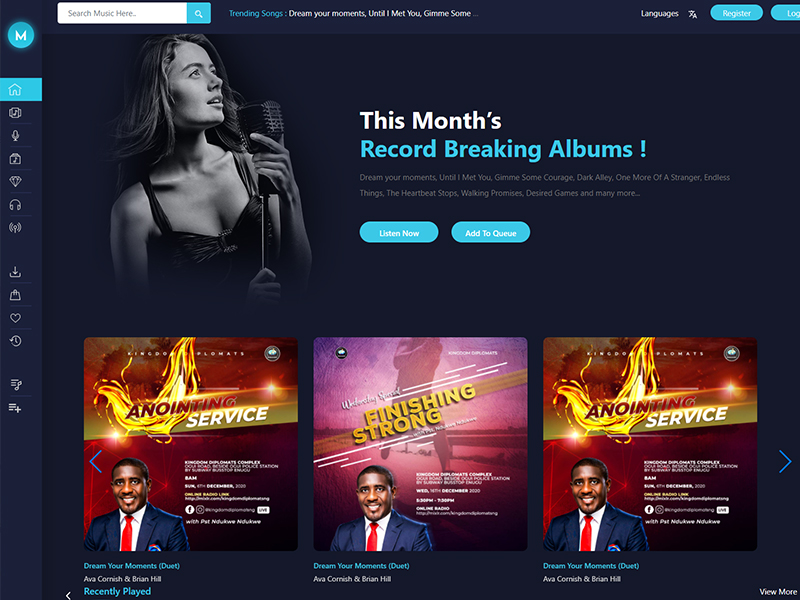 Search Music Here..
Trending Songs : Dream your moments, Until I Met You, Gimme Some ...
Languages
Register
Log
M
This Month's
Record Breaking Albums !
Dream your moments, Until I Met You, Gimme Some Courage, Dark Alley, One More Of A Stranger, Endless
Things, The Heartbeat Stops, Walking Promises, Desired Games and many more...
Listen Now
Add To Queue
KINGDOM DIPLOMATS
ANOINTING
SERVICE
KINGDOM DIPLOMATS COMPLEX
OGUI ROAD, BESIDE OGUI POLICE STATION
BY SUBWAY BUSSTOP ENUGU
8AM
SUN, 6TH DECEMBER, 2020
ONLINE RADIO LINK
http://mixlr.com/kingdomdiplomateng
@kingdomdiplomateng LIVE
with Pst Ndukwe Ndukwe
Dream Your Moments (Duet)
Ava Cornish & Brian Hill
KINGDOM DIPLOMATS
Wednesday Special
FINISHING
STRONG
with Pst. Ndukwe Ndukwe
KINGDOM DIPLOMATS COMPLEX
OGUI ROAD, BESIDE OGUI POLICE STATION
BY SUBWAY BUSSTOP ENUGU
WED, 16TH DECEMBER 2020
5:30PM - 7:30PM
ONLINE RADIO
http://mixlr.com/kingdomdiplomateng
Dream Your Moments (Duet)
Ava Cornish & Brian Hill
KINGDOM DIPLOMATS
ANOINTING
SERVICE
KINGDOM DIPLOMATS COMPLEX
OGUI ROAD, BESIDE OGUI POLICE STATION
BY SUBWAY BUSSTOP ENUGU
8AM
SUN, 6TH DECEMBER, 2020
ONLINE RADIO LINK
http://mixlr.com/kingdomdiplomateng
@kingdomdiplomateng LIVE
with Pst Ndukwe Ndukwe
Dream Your Moments (Duet)
Ava Cornish & Brian Hill
Recently Played
View More